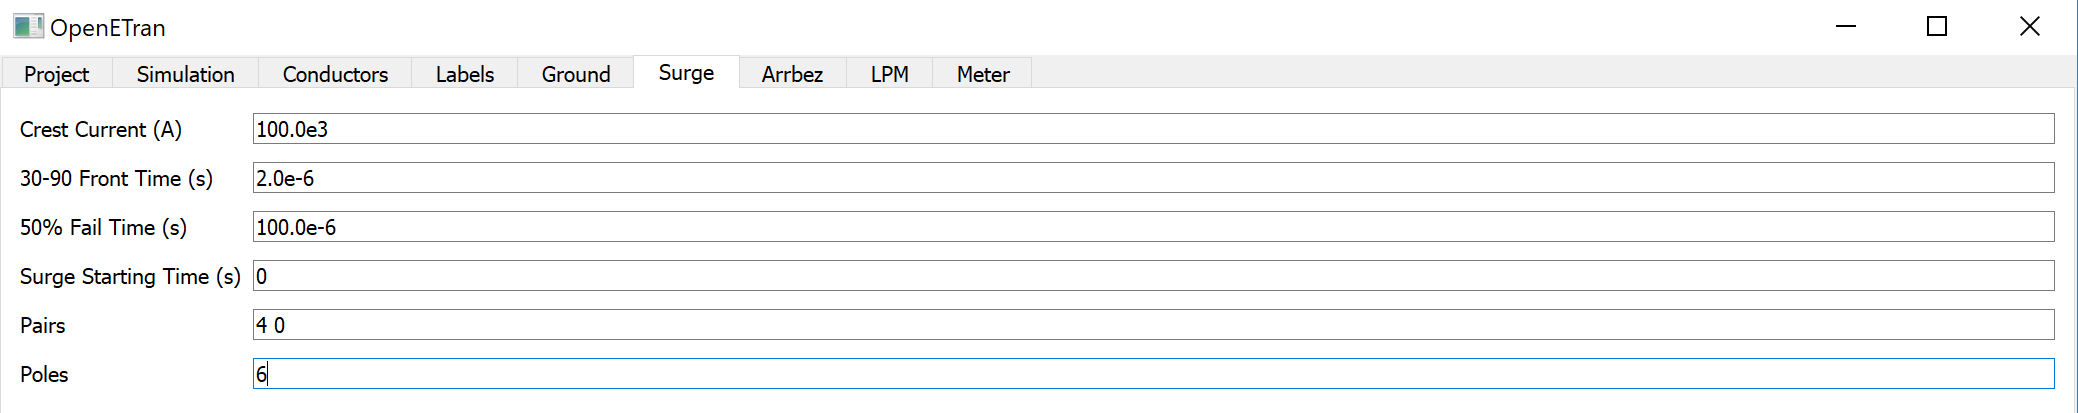 OpenETran
Project Simulation Conductors Labels Ground Surge Arrbez LPM Meter
Crest Current (A) 100.0e3
30-90 Front Time (s) 2.0e-6
50% Fail Time (s) 100.0e-6
Surge Starting Time (s) 0
Pairs 4 0
Poles 6